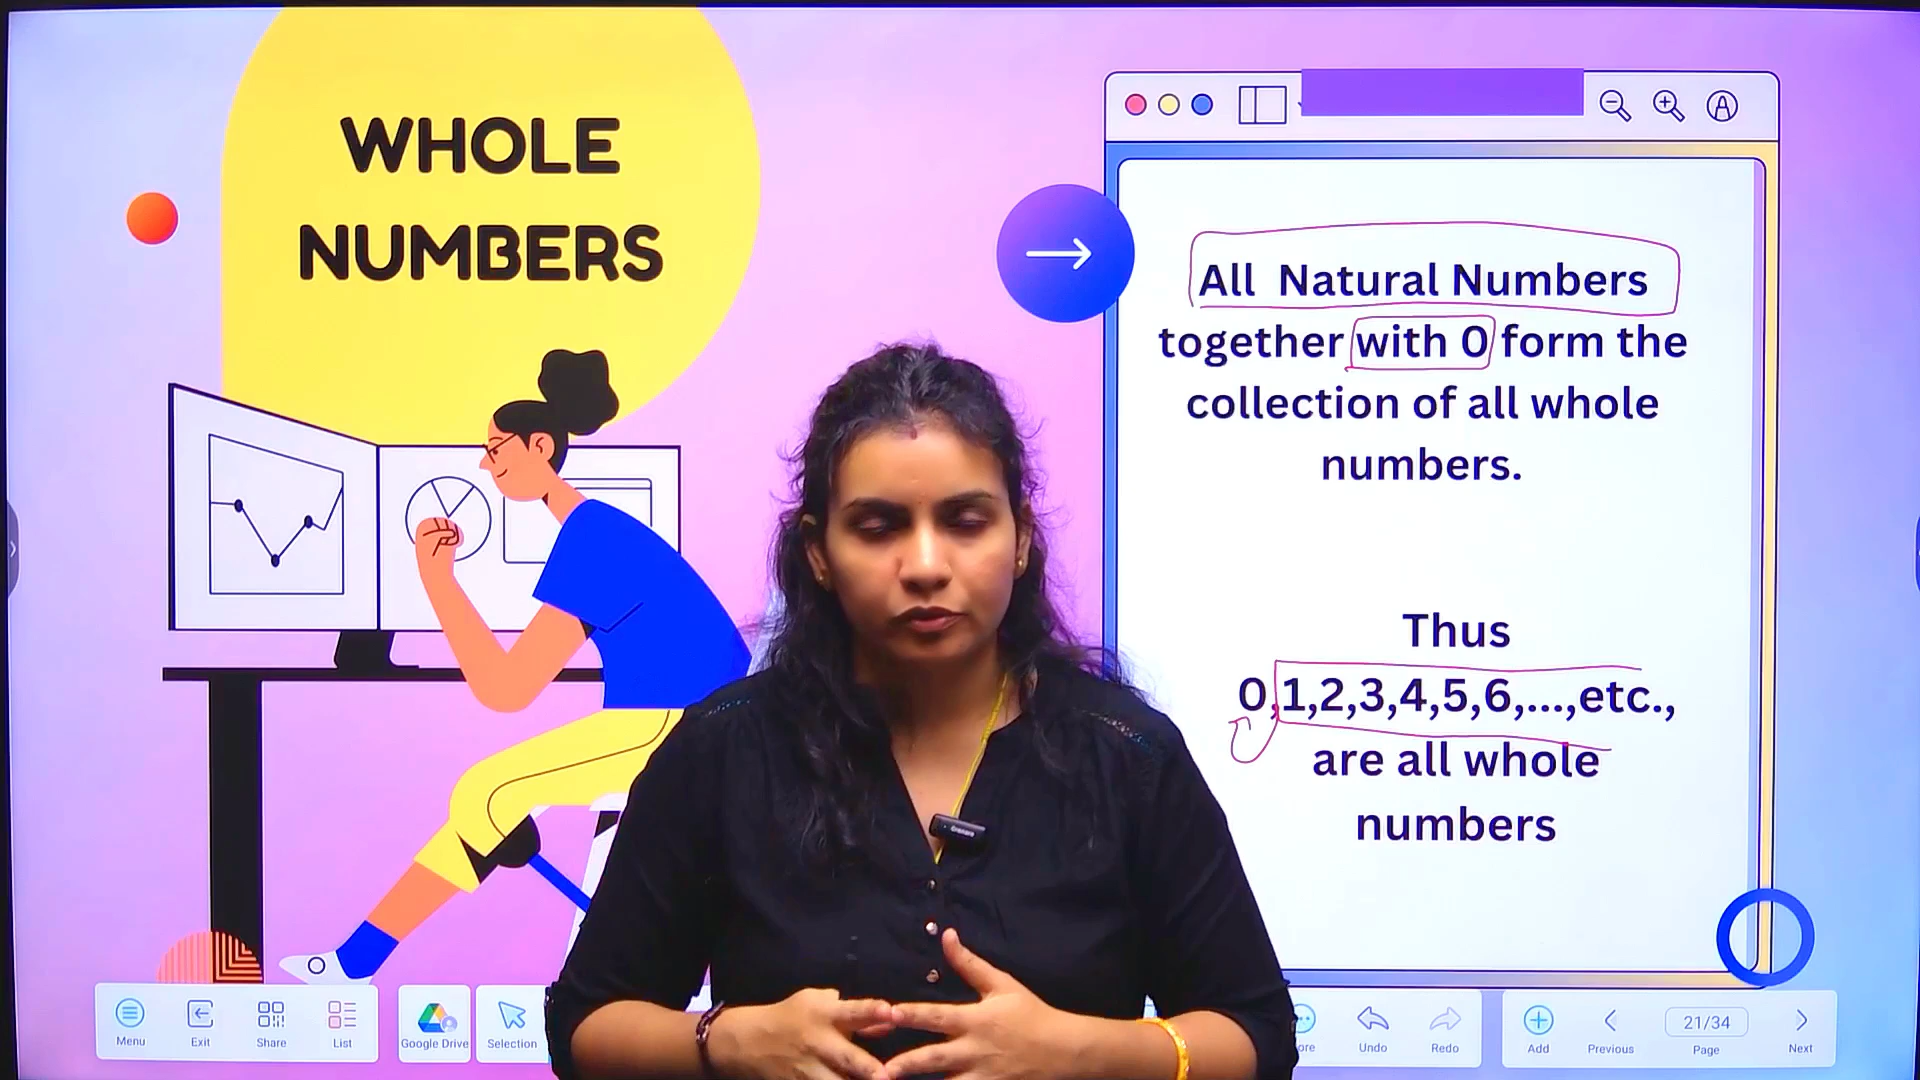 WHOLE
NUMBERS
All Natural Numbers
together with 0 form the
collection of all whole
numbers.
Thus
0,1,2,3,4,5,6,...,etc.,
are all whole
numbers
Menu
Exit
Share
List
Google Drive
Selection
Undo
Redo
Add
Previous
21/34
Page
Next